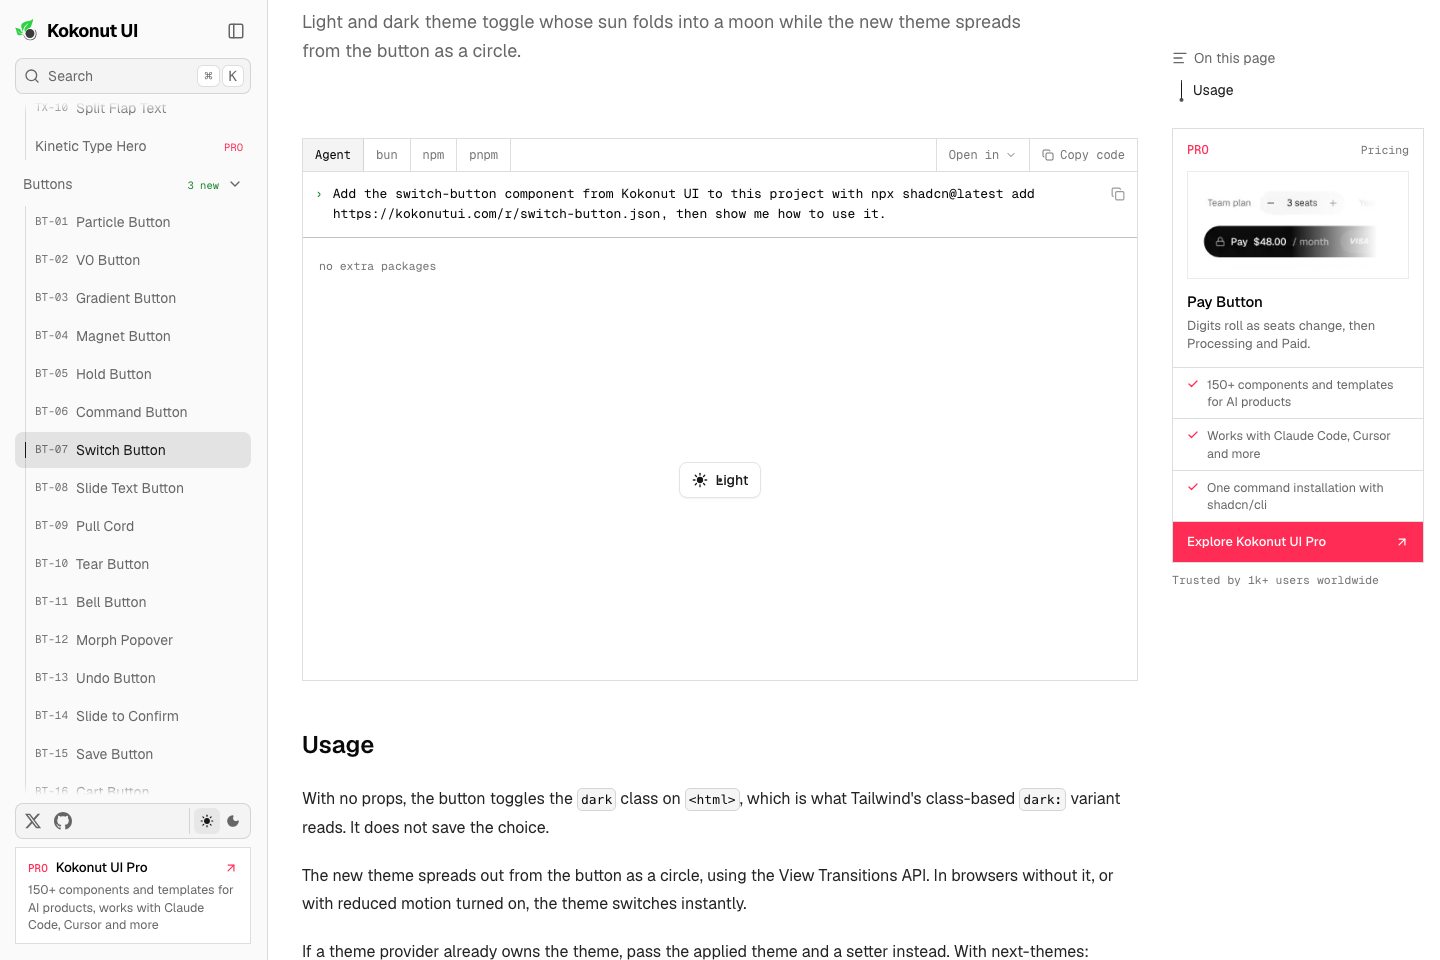 Kokonut UI
Search
⌘ K
TX-10 Split Flap Text
Kinetic Type Hero PRO
Buttons 3 new
BT-01 Particle Button
BT-02 V0 Button
BT-03 Gradient Button
BT-04 Magnet Button
BT-05 Hold Button
BT-06 Command Button
BT-07 Switch Button
BT-08 Slide Text Button
BT-09 Pull Cord
BT-10 Tear Button
BT-11 Bell Button
BT-12 Morph Popover
BT-13 Undo Button
BT-14 Slide to Confirm
BT-15 Save Button
BT-16 Cart Button
PRO Kokonut UI Pro
150+ components and templates for
AI products, works with Claude
Code, Cursor and more
Light and dark theme toggle whose sun folds into a moon while the new theme spreads
from the button as a circle.
Agent bun npm pnpm Open in Copy code
› Add the switch-button component from Kokonut UI to this project with npx shadcn@latest add
https://kokonutui.com/r/switch-button.json, then show me how to use it.
no extra packages
Light
Usage
With no props, the button toggles the dark class on <html>, which is what Tailwind's class-based dark: variant
reads. It does not save the choice.
The new theme spreads out from the button as a circle, using the View Transitions API. In browsers without it, or
with reduced motion turned on, the theme switches instantly.
If a theme provider already owns the theme, pass the applied theme and a setter instead. With next-themes:
On this page
Usage
PRO Pricing
Team plan − 3 seats +
Pay $48.00 / month VISA
Pay Button
Digits roll as seats change, then
Processing and Paid.
150+ components and templates
for AI products
Works with Claude Code, Cursor
and more
One command installation with
shadcn/cli
Explore Kokonut UI Pro
Trusted by 1k+ users worldwide